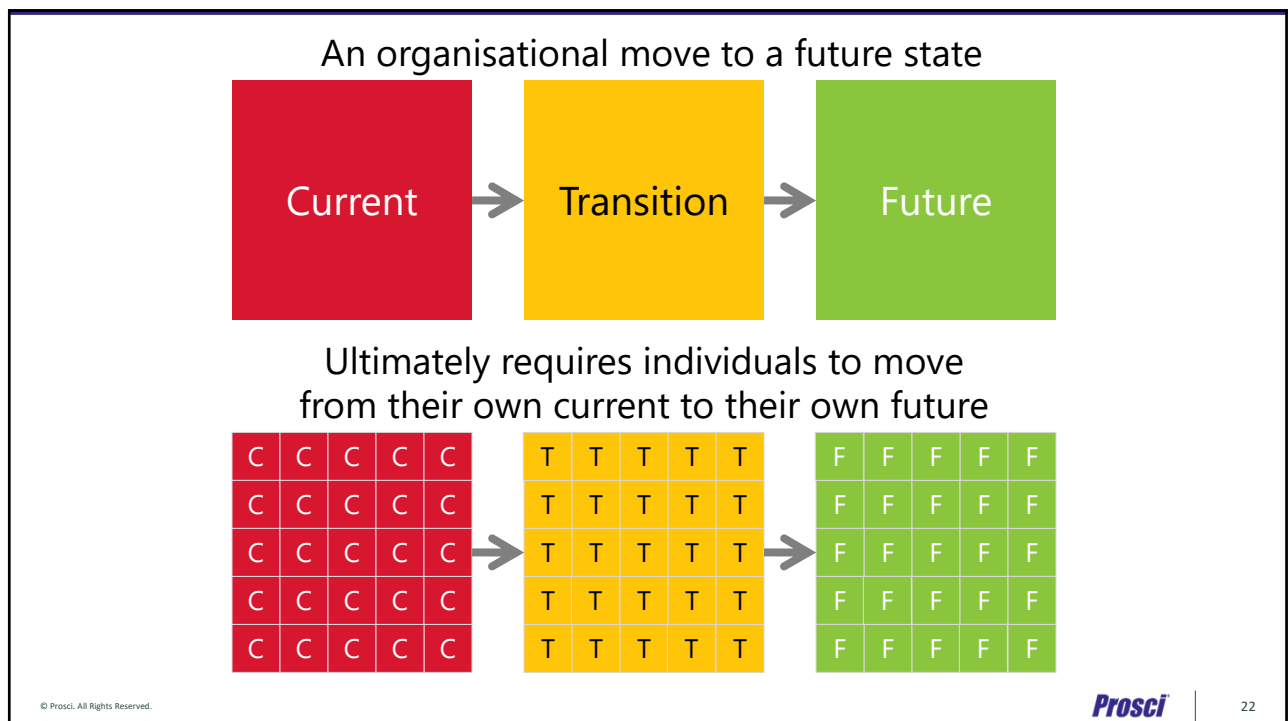 An organisational move to a future state
Current
Transition
Future
Ultimately requires individuals to move
from their own current to their own future
C C C C C T T T T T F F F F F
C C C C C T T T T T F F F F F
C C C C C T T T T T F F F F F
C C C C C T T T T T F F F F F
C C C C C T T T T T F F F F F
© Prosci. All Rights Reserved.
Prosci
22